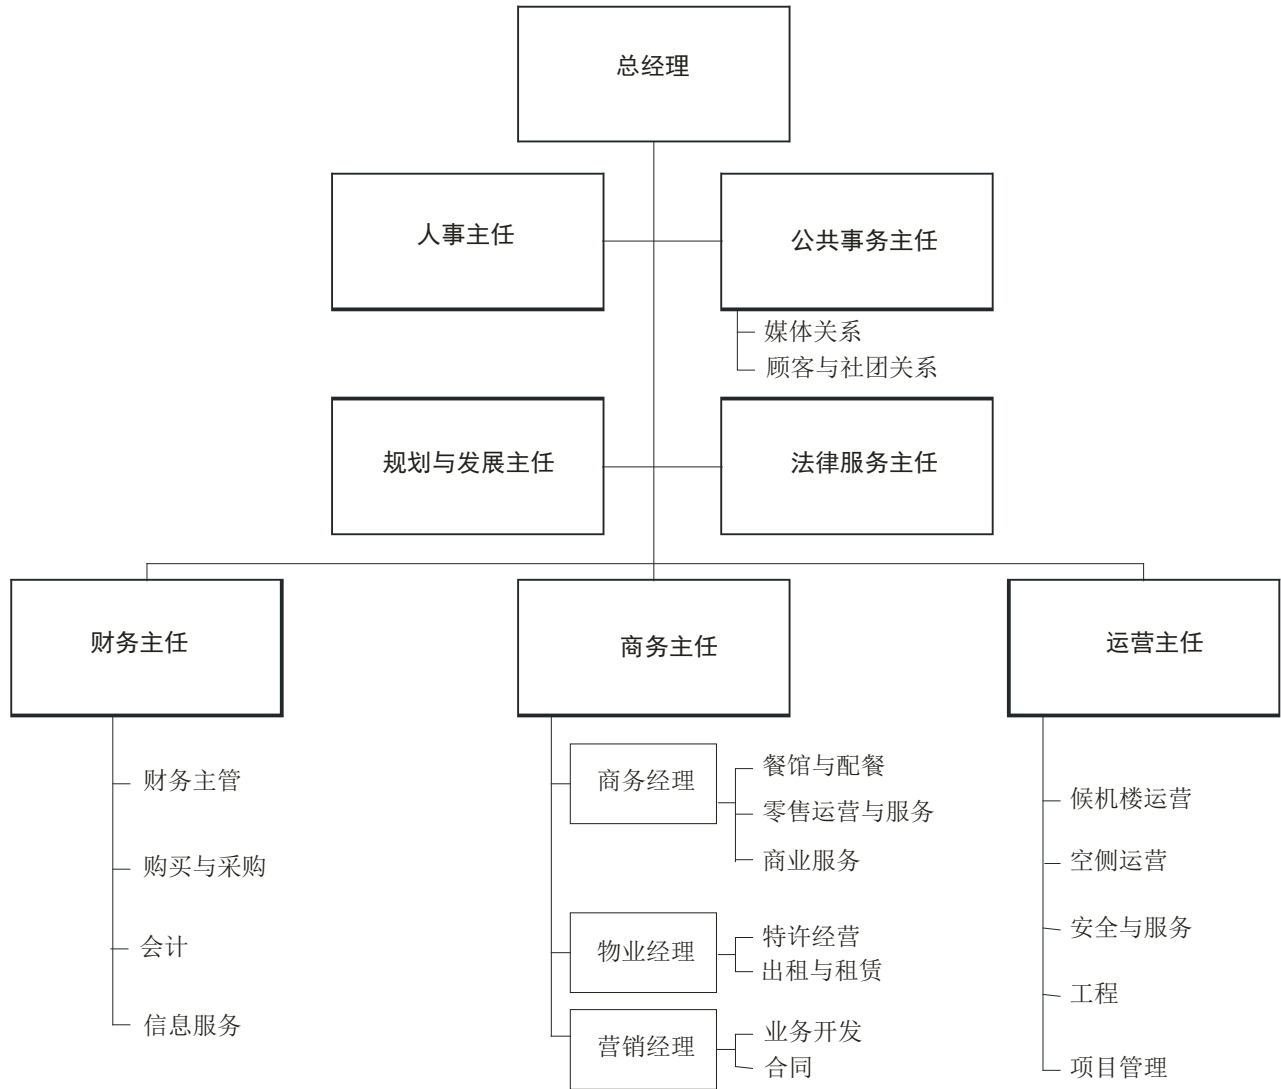 总经理
人事主任
公共事务主任
媒体关系
顾客与社团关系
规划与发展主任
法律服务主任
财务主任
商务主任
运营主任
财务主管
购买与采购
会计
信息服务
商务经理
餐馆与配餐
零售运营与服务
商业服务
物业经理
特许经营
出租与租赁
营销经理
业务开发
合同
候机楼运营
空侧运营
安全与服务
工程
项目管理